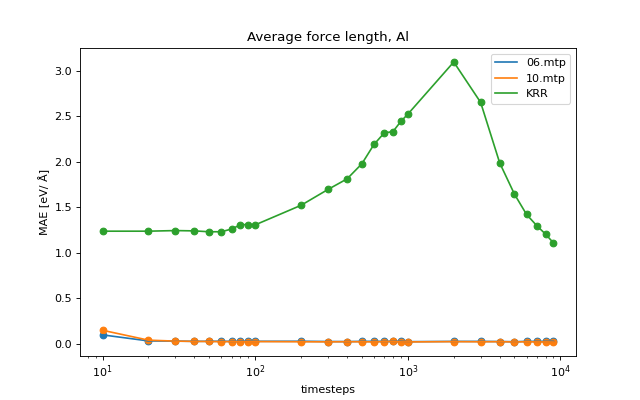 Average force length, Al
MAE [eV/ Å]
3.0
2.5
2.0
1.5
1.0
0.5
0.0
06.mtp
10.mtp
KRR
10¹
10²
10³
10⁴
timesteps